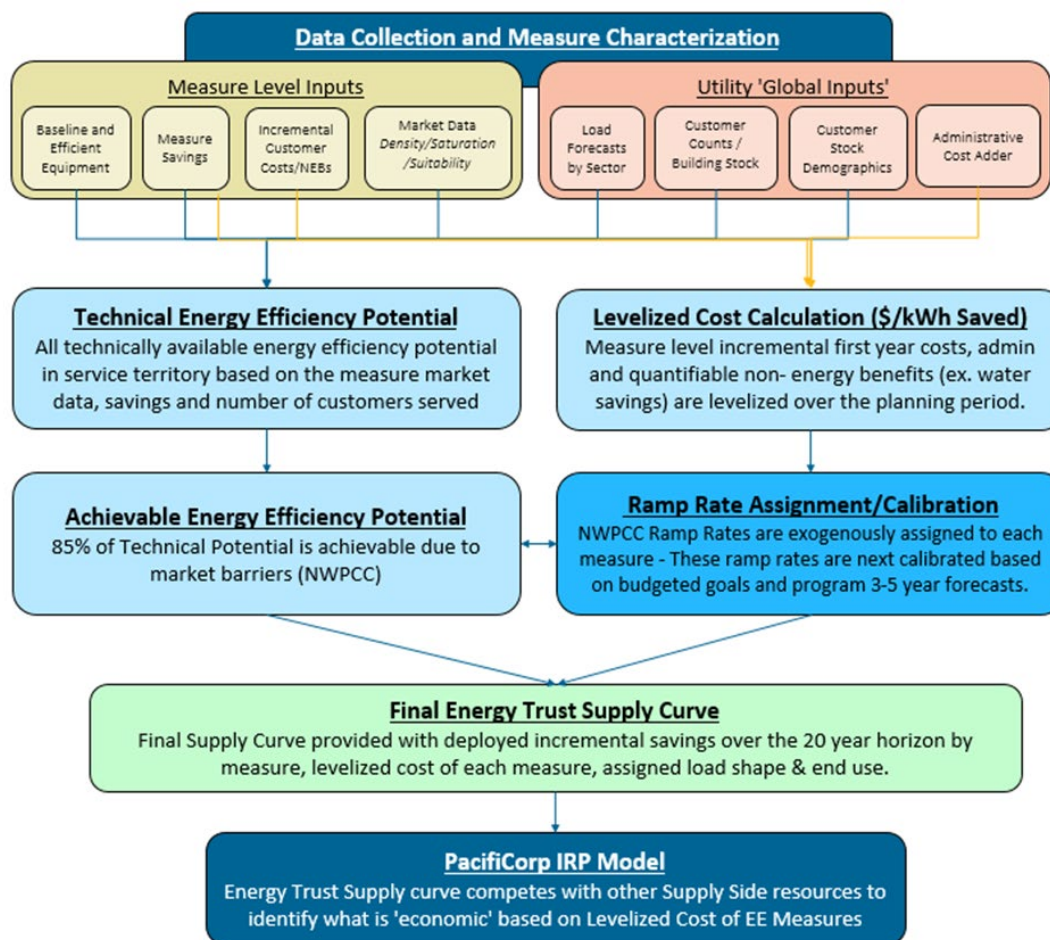 Data Collection and Measure Characterization
Measure Level Inputs
Baseline and
Efficient
Equipment
Measure
Savings
Incremental
Customer
Costs/NEBs
Market Data
Density/Saturation
/Suitability
Utility 'Global Inputs'
Load
Forecasts
by Sector
Customer
Counts /
Building Stock
Customer
Stock
Demographics
Administrative
Cost Adder
Technical Energy Efficiency Potential
All technically available energy efficiency potential
in service territory based on the measure market
data, savings and number of customers served
Levelized Cost Calculation ($/kWh Saved)
Measure level incremental first year costs, admin
and quantifiable non- energy benefits (ex. water
savings) are levelized over the planning period.
Achievable Energy Efficiency Potential
85% of Technical Potential is achievable due to
market barriers (NWPCC)
Ramp Rate Assignment/Calibration
NWPCC Ramp Rates are exogenously assigned to each
measure - These ramp rates are next calibrated based
on budgeted goals and program 3-5 year forecasts.
Final Energy Trust Supply Curve
Final Supply Curve provided with deployed incremental savings over the 20 year horizon by
measure, levelized cost of each measure, assigned load shape & end use.
PacifiCorp IRP Model
Energy Trust Supply curve competes with other Supply Side resources to
identify what is 'economic' based on Levelized Cost of EE Measures